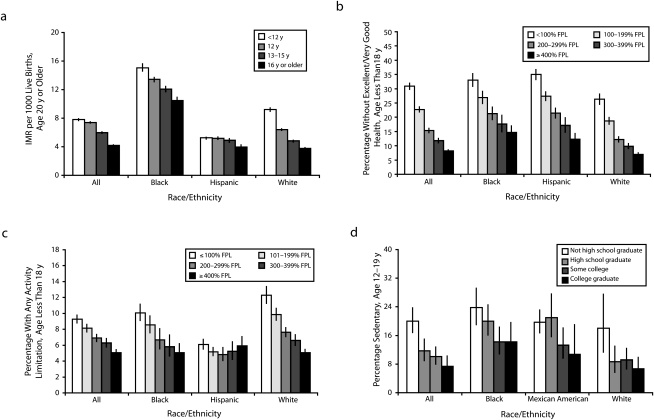 a
IMR per 1000 Live Births,
Age 20 y or Older
20
16
12
8
4
0
<12 y
12 y
13–15 y
16 y or older
All
Black
Hispanic
White
Race/Ethnicity
b
Percentage Without Excellent/Very Good
Health, Age Less Than18 y
50
45
40
35
30
25
20
15
10
5
0
<100% FPL
100–199% FPL
200–299% FPL
300–399% FPL
≥400% FPL
All
Black
Hispanic
White
Race/Ethnicity
c
Percentage With Any Activity
Limitation, Age Less Than 18 y
18
16
14
12
10
8
6
4
2
0
≤100% FPL
101–199% FPL
200–299% FPL
300–399% FPL
≥400% FPL
All
Black
Hispanic
White
Race/Ethnicity
d
Percentage Sedentary, Age 12–19 y
40
32
24
16
8
0
Not high school graduate
High school graduate
Some college
College graduate
All
Black
Mexican American
White
Race/Ethnicity